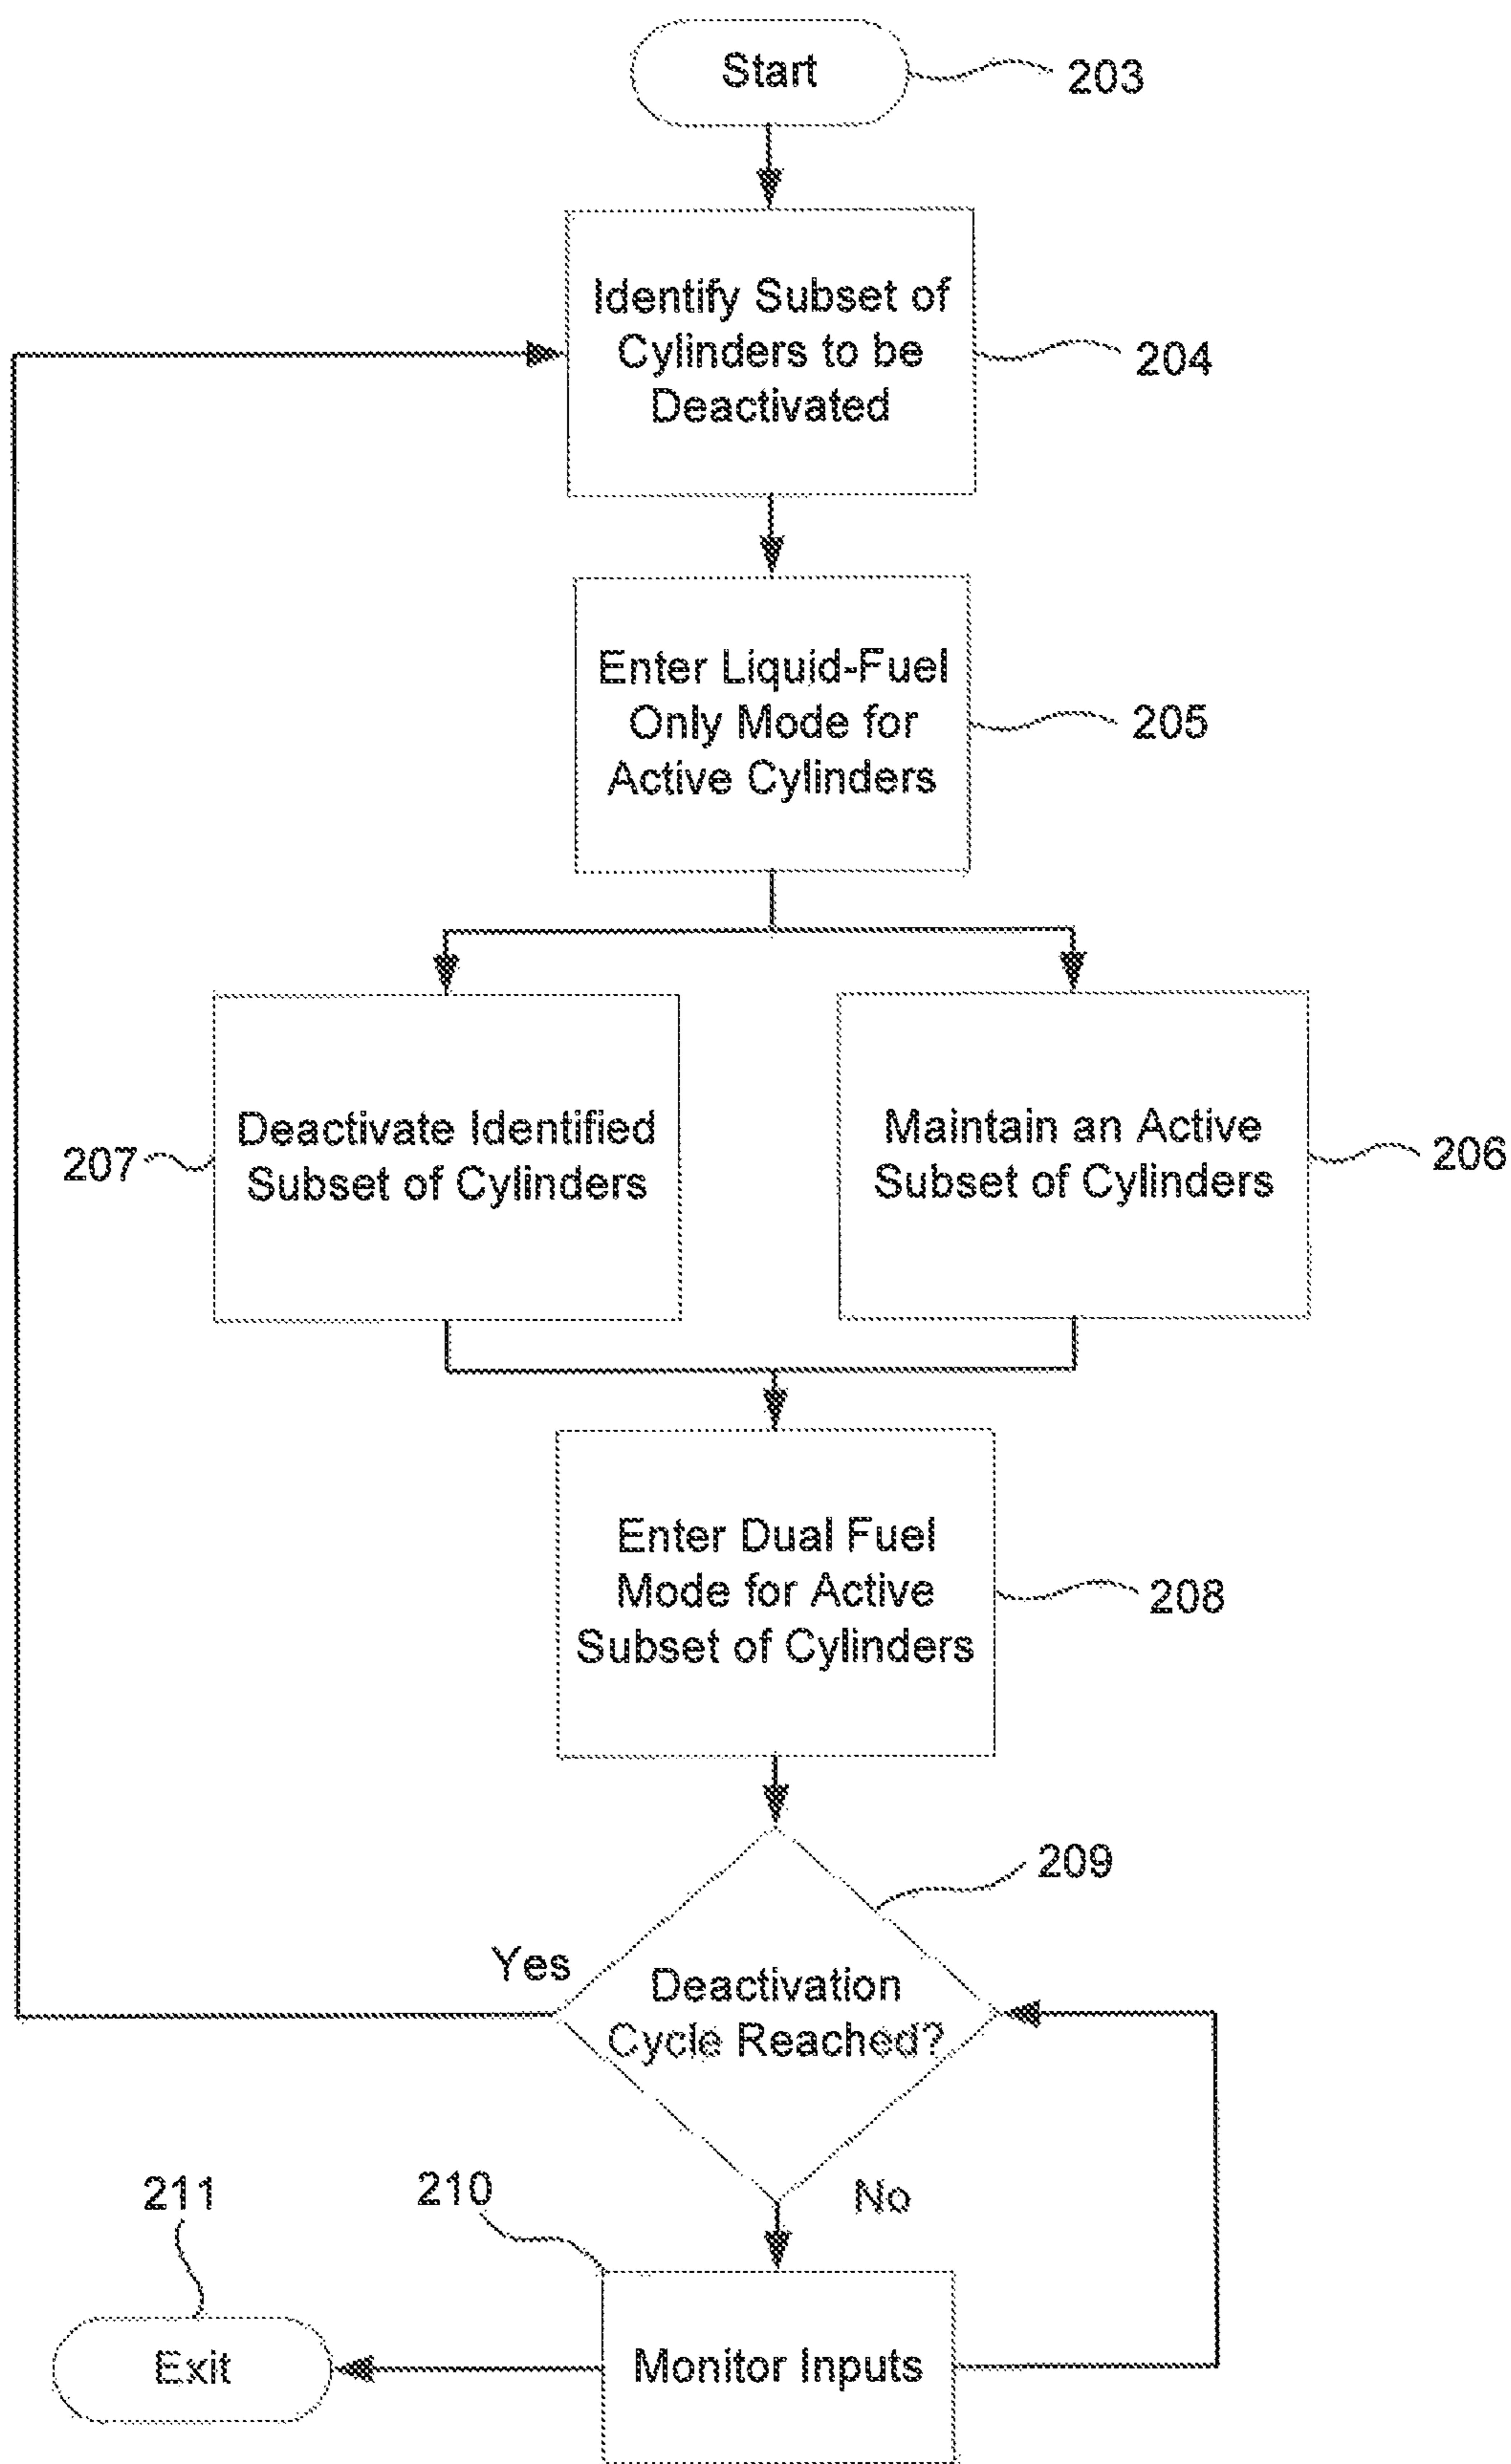 Start
203
Identify Subset of
Cylinders to be
Deactivated
204
Enter Liquid-Fuel
Only Mode for
Active Cylinders
205
207
Deactivate Identified
Subset of Cylinders
Maintain an Active
Subset of Cylinders
206
Enter Dual Fuel
Mode for Active
Subset of Cylinders
208
209
Yes
Deactivation
Cycle Reached?
No
211
210
Exit
Monitor Inputs